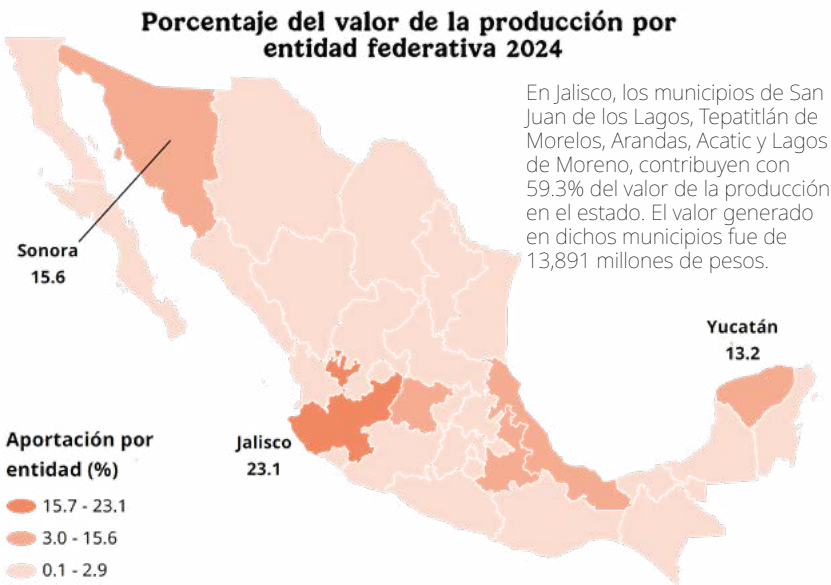 Porcentaje del valor de la producción por
entidad federativa 2024
En Jalisco, los municipios de San
Juan de los Lagos, Tepatitlán de
Morelos, Arandas, Acatic y Lagos
de Moreno, contribuyen con
59.3% del valor de la producción
en el estado. El valor generado
en dichos municipios fue de
13,891 millones de pesos.
Sonora
15.6
Yucatán
13.2
Jalisco
23.1
Aportación por
entidad (%)
15.7 - 23.1
3.0 - 15.6
0.1 - 2.9